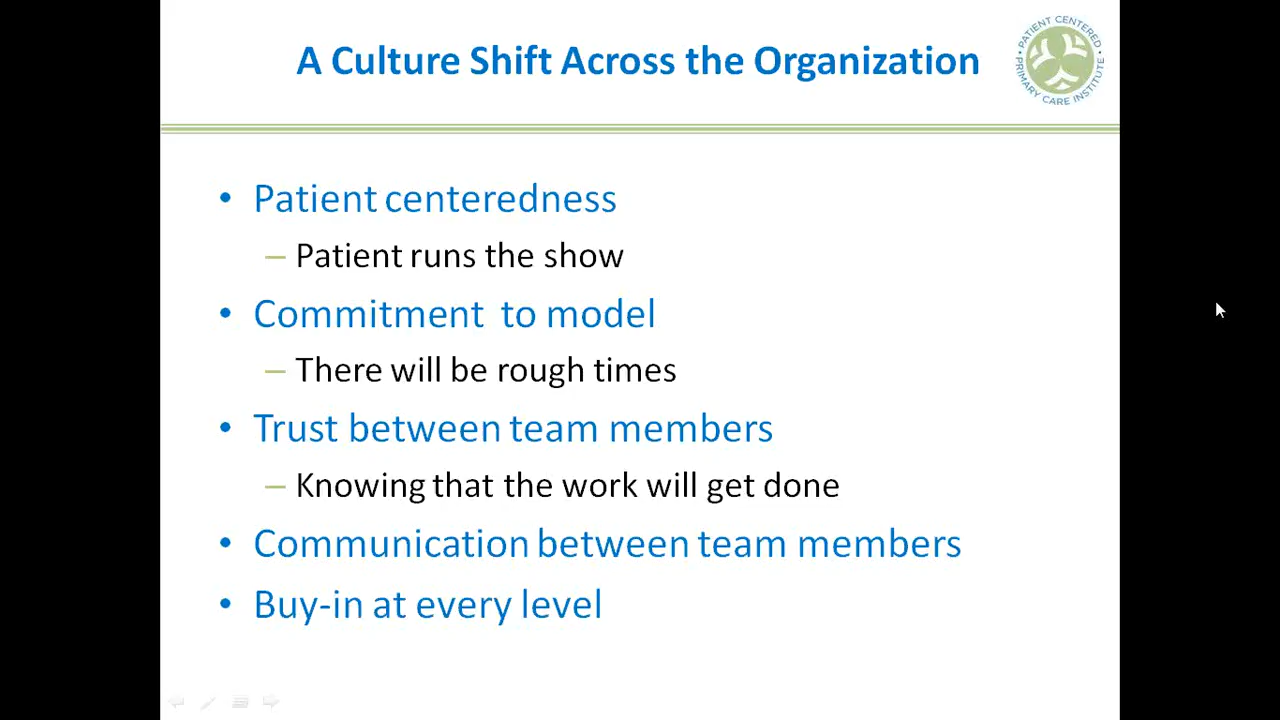 A Culture Shift Across the Organization
PATIENT CENTERED
PRIMARY CARE INSTITUTE
• Patient centeredness
– Patient runs the show
• Commitment to model
– There will be rough times
• Trust between team members
– Knowing that the work will get done
• Communication between team members
• Buy-in at every level